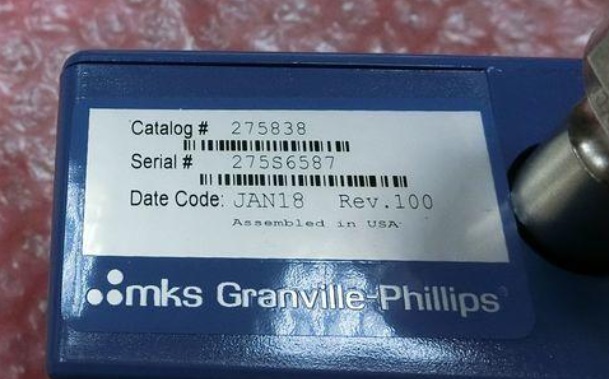 Catalog # 275838
Serial # 275S6587
Date Code: JAN18 Rev.100
Assembled in USA
mks Granville-Phillips